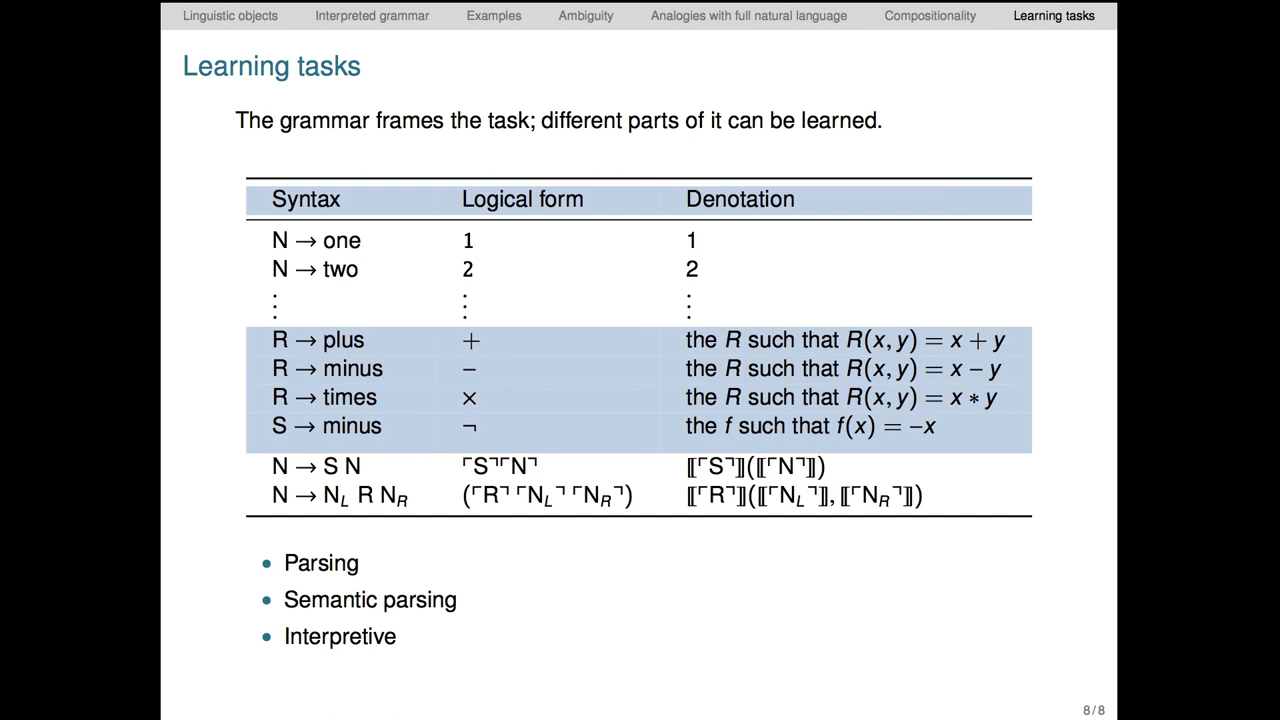 Linguistic objects Interpreted grammar Examples Ambiguity Analogies with full natural language Compositionality Learning tasks
Learning tasks
The grammar frames the task; different parts of it can be learned.
Syntax Logical form Denotation
N → one 1 1
N → two 2 2
⋮ ⋮ ⋮
R → plus + the R such that R(x, y) = x + y
R → minus − the R such that R(x, y) = x − y
R → times × the R such that R(x, y) = x ∗ y
S → minus ¬ the f such that f(x) = −x
N → S N ⌜S⌝⌜N⌝ ⟦⌜S⌝⟧(⟦⌜N⌝⟧)
N → N_L R N_R (⌜R⌝ ⌜N_L⌝ ⌜N_R⌝) ⟦⌜R⌝⟧(⟦⌜N_L⌝⟧, ⟦⌜N_R⌝⟧)
• Parsing
• Semantic parsing
• Interpretive
8 / 8